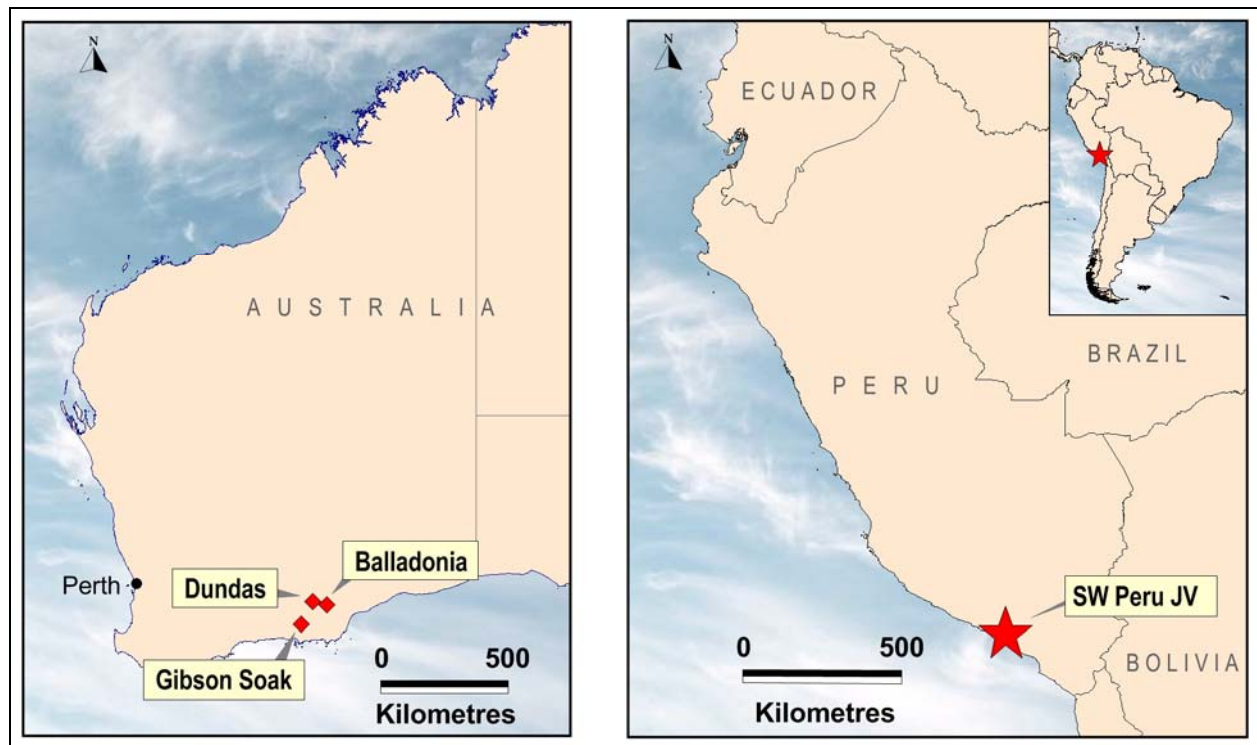 N
AUSTRALIA
Perth
Dundas
Balladonia
Gibson Soak
0 500
Kilometres
N
ECUADOR
PERU
BRAZIL
SW Peru JV
BOLIVIA
0 500
Kilometres